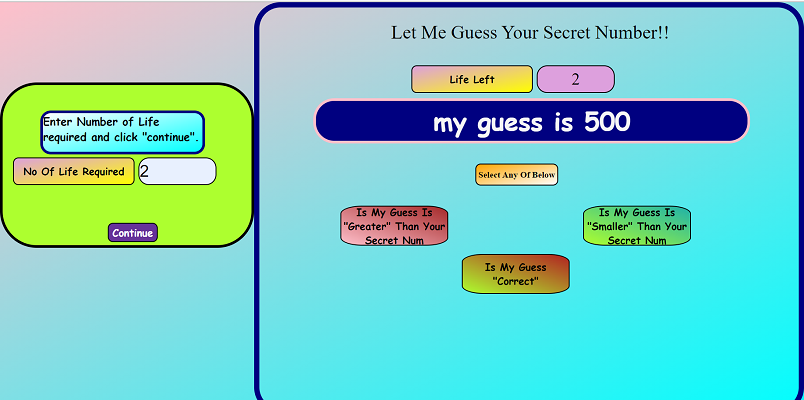 Let Me Guess Your Secret Number!!
Life Left
2
my guess is 500
Enter Number of Life
required and click "continue".
No Of Life Required
2
Continue
Select Any Of Below
Is My Guess Is
"Greater" Than Your
Secret Num
Is My Guess Is
"Smaller" Than Your
Secret Num
Is My Guess
"Correct"